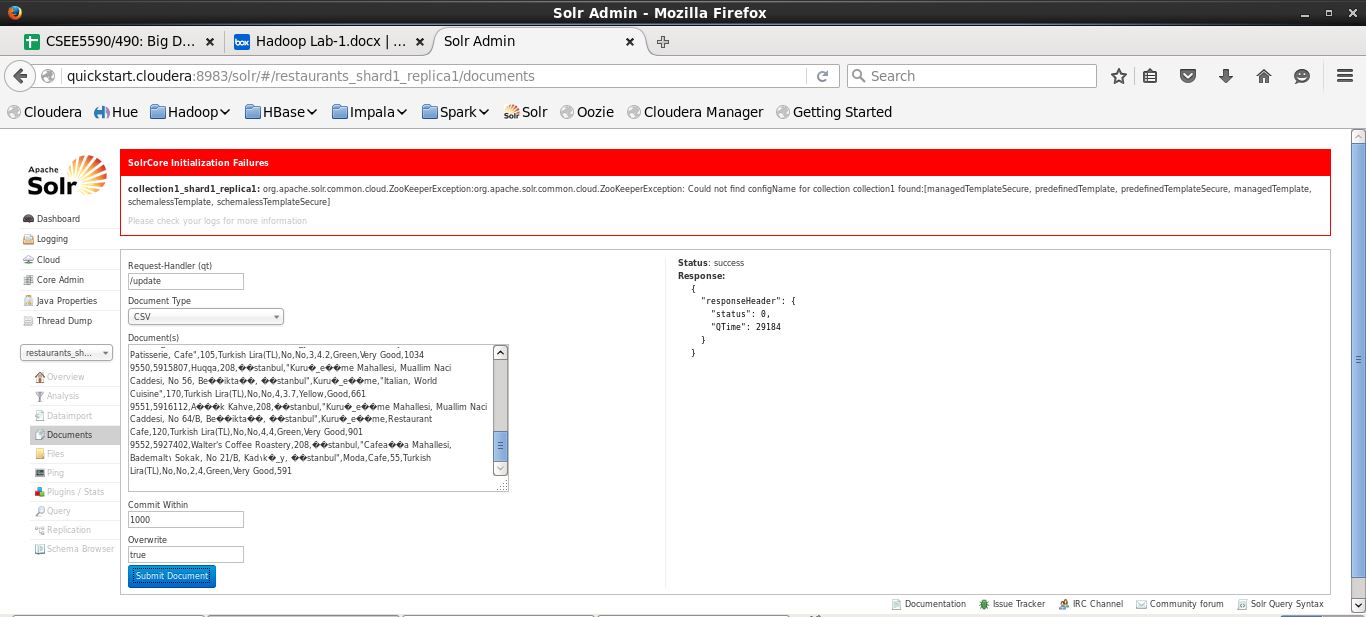 Solr Admin - Mozilla Firefox
CSEE5590/490: Big D... × Hadoop Lab-1.docx | ... × Solr Admin ×
quickstart.cloudera:8983/solr/#/restaurants_shard1_replica1/documents Search
Cloudera Hue Hadoop HBase Impala Spark Solr Oozie Cloudera Manager Getting Started
Apache
Solr
SolrCore Initialization Failures
collection1_shard1_replica1: org.apache.solr.common.cloud.ZooKeeperException:org.apache.solr.common.cloud.ZooKeeperException: Could not find configName for collection collection1 found:[managedTemplateSecure, predefinedTemplate, predefinedTemplateSecure, managedTemplate,
schemalessTemplate, schemalessTemplateSecure]
Please check your logs for more information
Dashboard
Logging
Cloud
Core Admin
Java Properties
Thread Dump
restaurants_sh...
Overview
Analysis
Dataimport
Documents
Files
Ping
Plugins / Stats
Query
Replication
Schema Browser
Request-Handler (qt)
/update
Document Type
CSV
Document(s)
Patisserie, Cafe",105,Turkish Lira(TL),No,No,3,4.2,Green,Very Good,1034
9550,5915807,Huqqa,208,��stanbul,"Kuru�_e��me Mahallesi, Muallim Naci
Caddesi, No 56, Be��ikta��, ��stanbul",Kuru�_e��me,"Italian, World
Cuisine",170,Turkish Lira(TL),No,No,4,3.7,Yellow,Good,661
9551,5916112,A���k Kahve,208,��stanbul,"Kuru�_e��me Mahallesi, Muallim Naci
Caddesi, No 64/B, Be��ikta��, ��stanbul",Kuru�_e��me,Restaurant
Cafe,120,Turkish Lira(TL),No,No,4,4,Green,Very Good,901
9552,5927402,Walter's Coffee Roastery,208,��stanbul,"Cafea��a Mahallesi,
Bademaltı Sokak, No 21/B, Kadık�_y, ��stanbul",Moda,Cafe,55,Turkish
Lira(TL),No,No,2,4,Green,Very Good,591
Commit Within
1000
Overwrite
true
Submit Document
Status: success
Response:
{
"responseHeader": {
"status": 0,
"QTime": 29184
}
}
Documentation Issue Tracker IRC Channel Community forum Solr Query Syntax